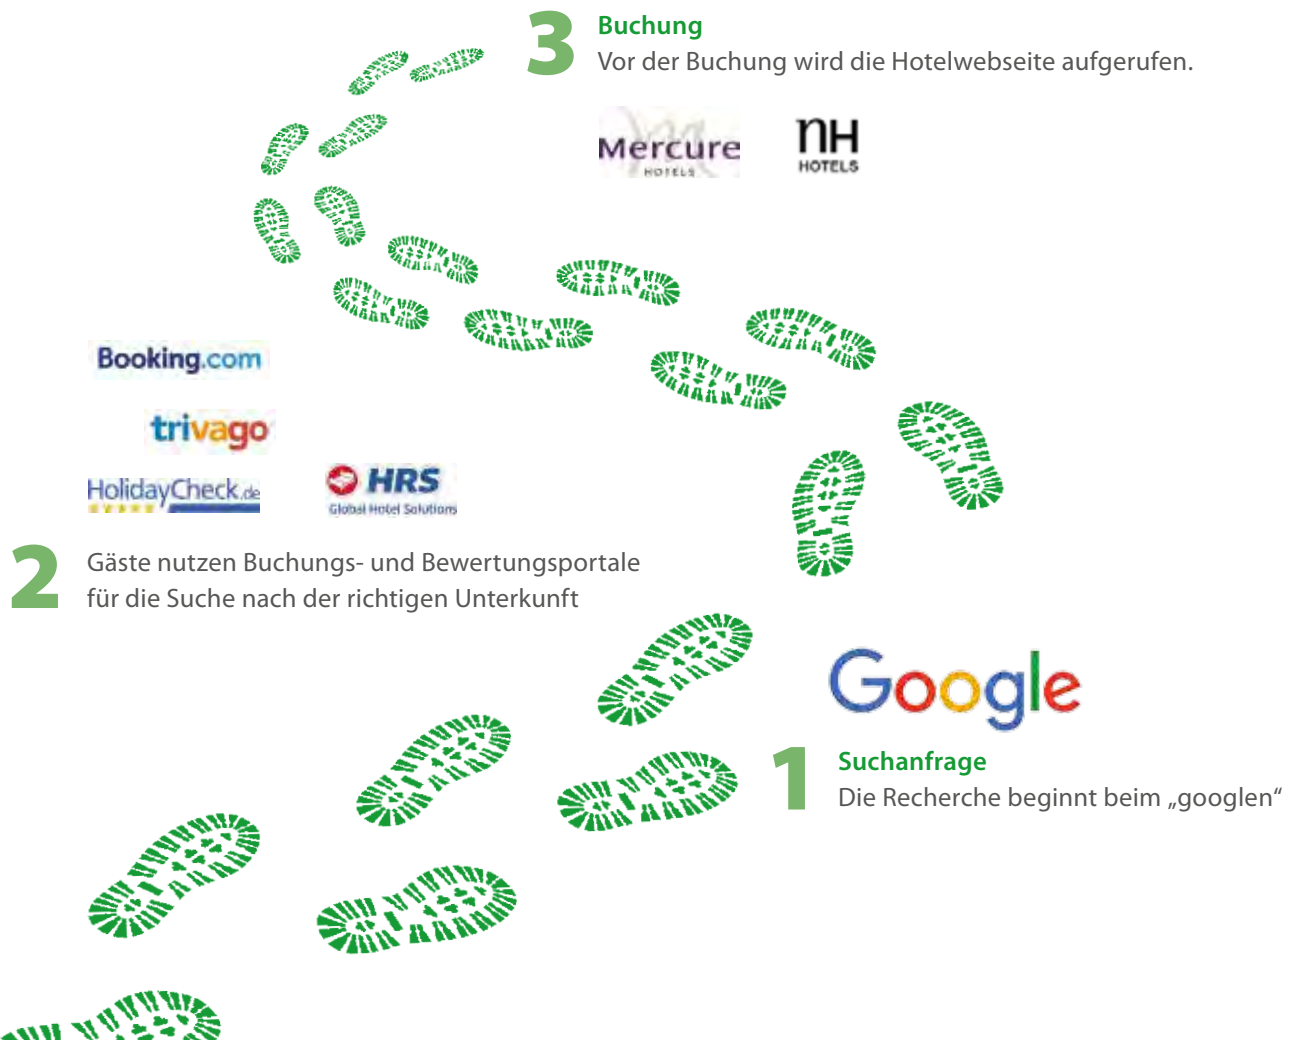 3
Buchung
Vor der Buchung wird die Hotelwebseite aufgerufen.
Mercure
HOTELS
nH
HOTELS
Booking.com
trivago
HolidayCheck.de
HRS
Global Hotel Solutions
2
Gäste nutzen Buchungs- und Bewertungsportale
für die Suche nach der richtigen Unterkunft
Google
1
Suchanfrage
Die Recherche beginnt beim „googlen“